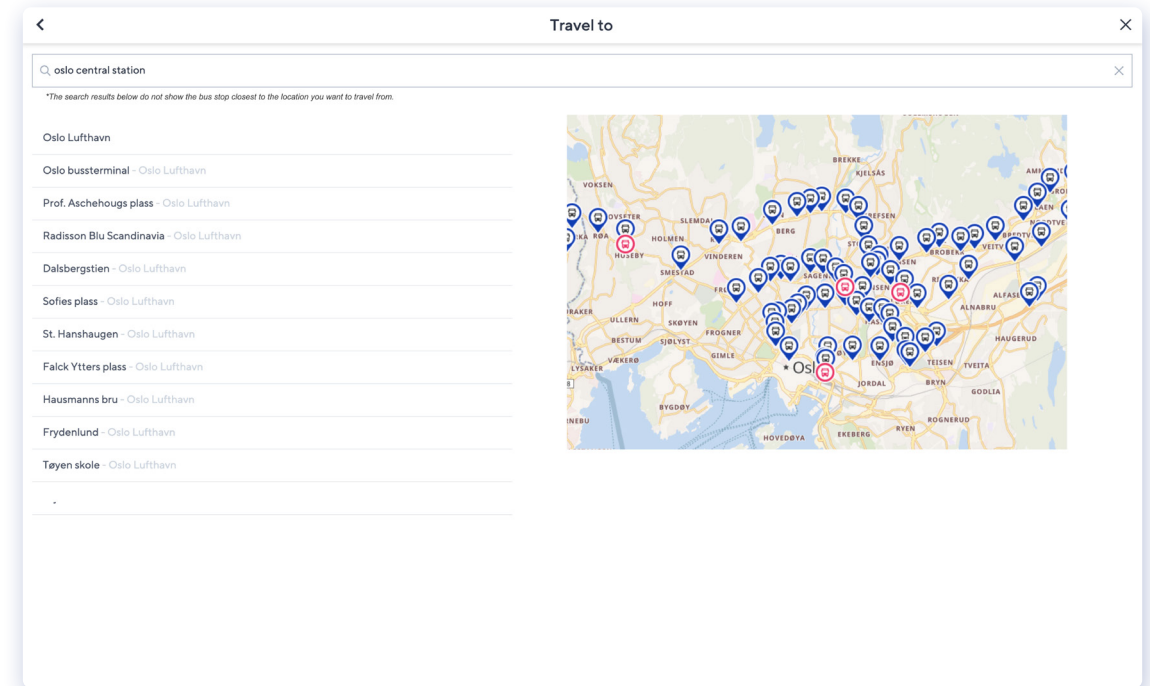 Travel to
oslo central station
*The search results below do not show the bus stop closest to the location you want to travel from.
Oslo Lufthavn
Oslo bussterminal - Oslo Lufthavn
Prof. Aschehougs plass - Oslo Lufthavn
Radisson Blu Scandinavia - Oslo Lufthavn
Dalsbergstien - Oslo Lufthavn
Sofies plass - Oslo Lufthavn
St. Hanshaugen - Oslo Lufthavn
Falck Ytters plass - Oslo Lufthavn
Hausmanns bru - Oslo Lufthavn
Frydenlund - Oslo Lufthavn
Tøyen skole - Oslo Lufthavn
-
BREKKE
KJELSÅS
VOKSEN
RØA
HOLMEN
BERG
HUSEBY
VINDEREN
SMESTAD
HOFF
ULLERN
SKØYEN
FROGNER
ALNABRU
HAUGERUD
BESTUM
SJØLYST
GIMLE
VÆKERØ
LYSAKER
ENSJØ
TEISEN
TVEITA
JORDAL
BRYN
GODLIA
BYGDØY
ROGNERUD
RYEN
EKEBERG
HOVEDØYA